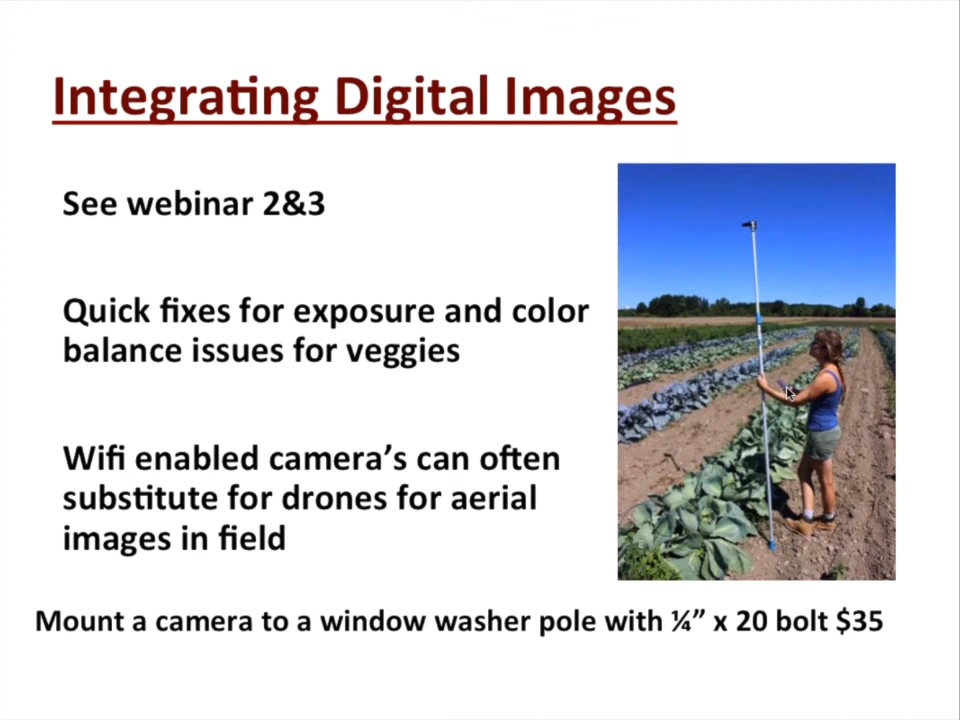 Integrating Digital Images
See webinar 2&3
Quick fixes for exposure and color
balance issues for veggies
Wifi enabled camera’s can often
substitute for drones for aerial
images in field
Mount a camera to a window washer pole with ¼” x 20 bolt $35